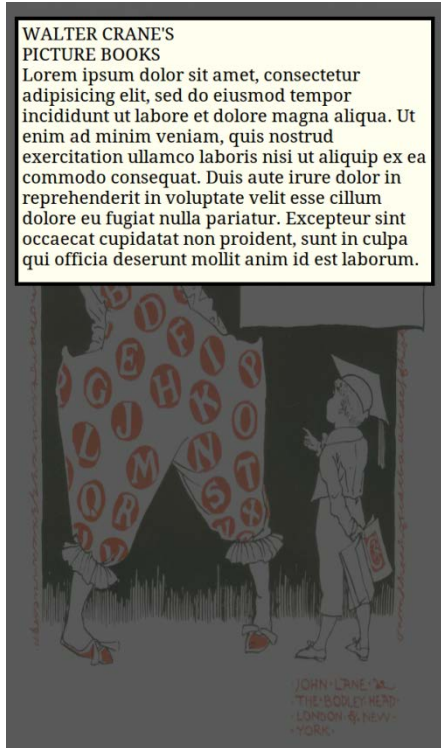 WALTER CRANE'S
PICTURE BOOKS
Lorem ipsum dolor sit amet, consectetur
adipisicing elit, sed do eiusmod tempor
incididunt ut labore et dolore magna aliqua. Ut
enim ad minim veniam, quis nostrud
exercitation ullamco laboris nisi ut aliquip ex ea
commodo consequat. Duis aute irure dolor in
reprehenderit in voluptate velit esse cillum
dolore eu fugiat nulla pariatur. Excepteur sint
occaecat cupidatat non proident, sunt in culpa
qui officia deserunt mollit anim id est laborum.
B D F I P
G E H K
L J N O
M S T
Q R X
JOHN·LANE·
·THE·BODLEY·HEAD·
·LONDON·&·NEW·
·YORK·